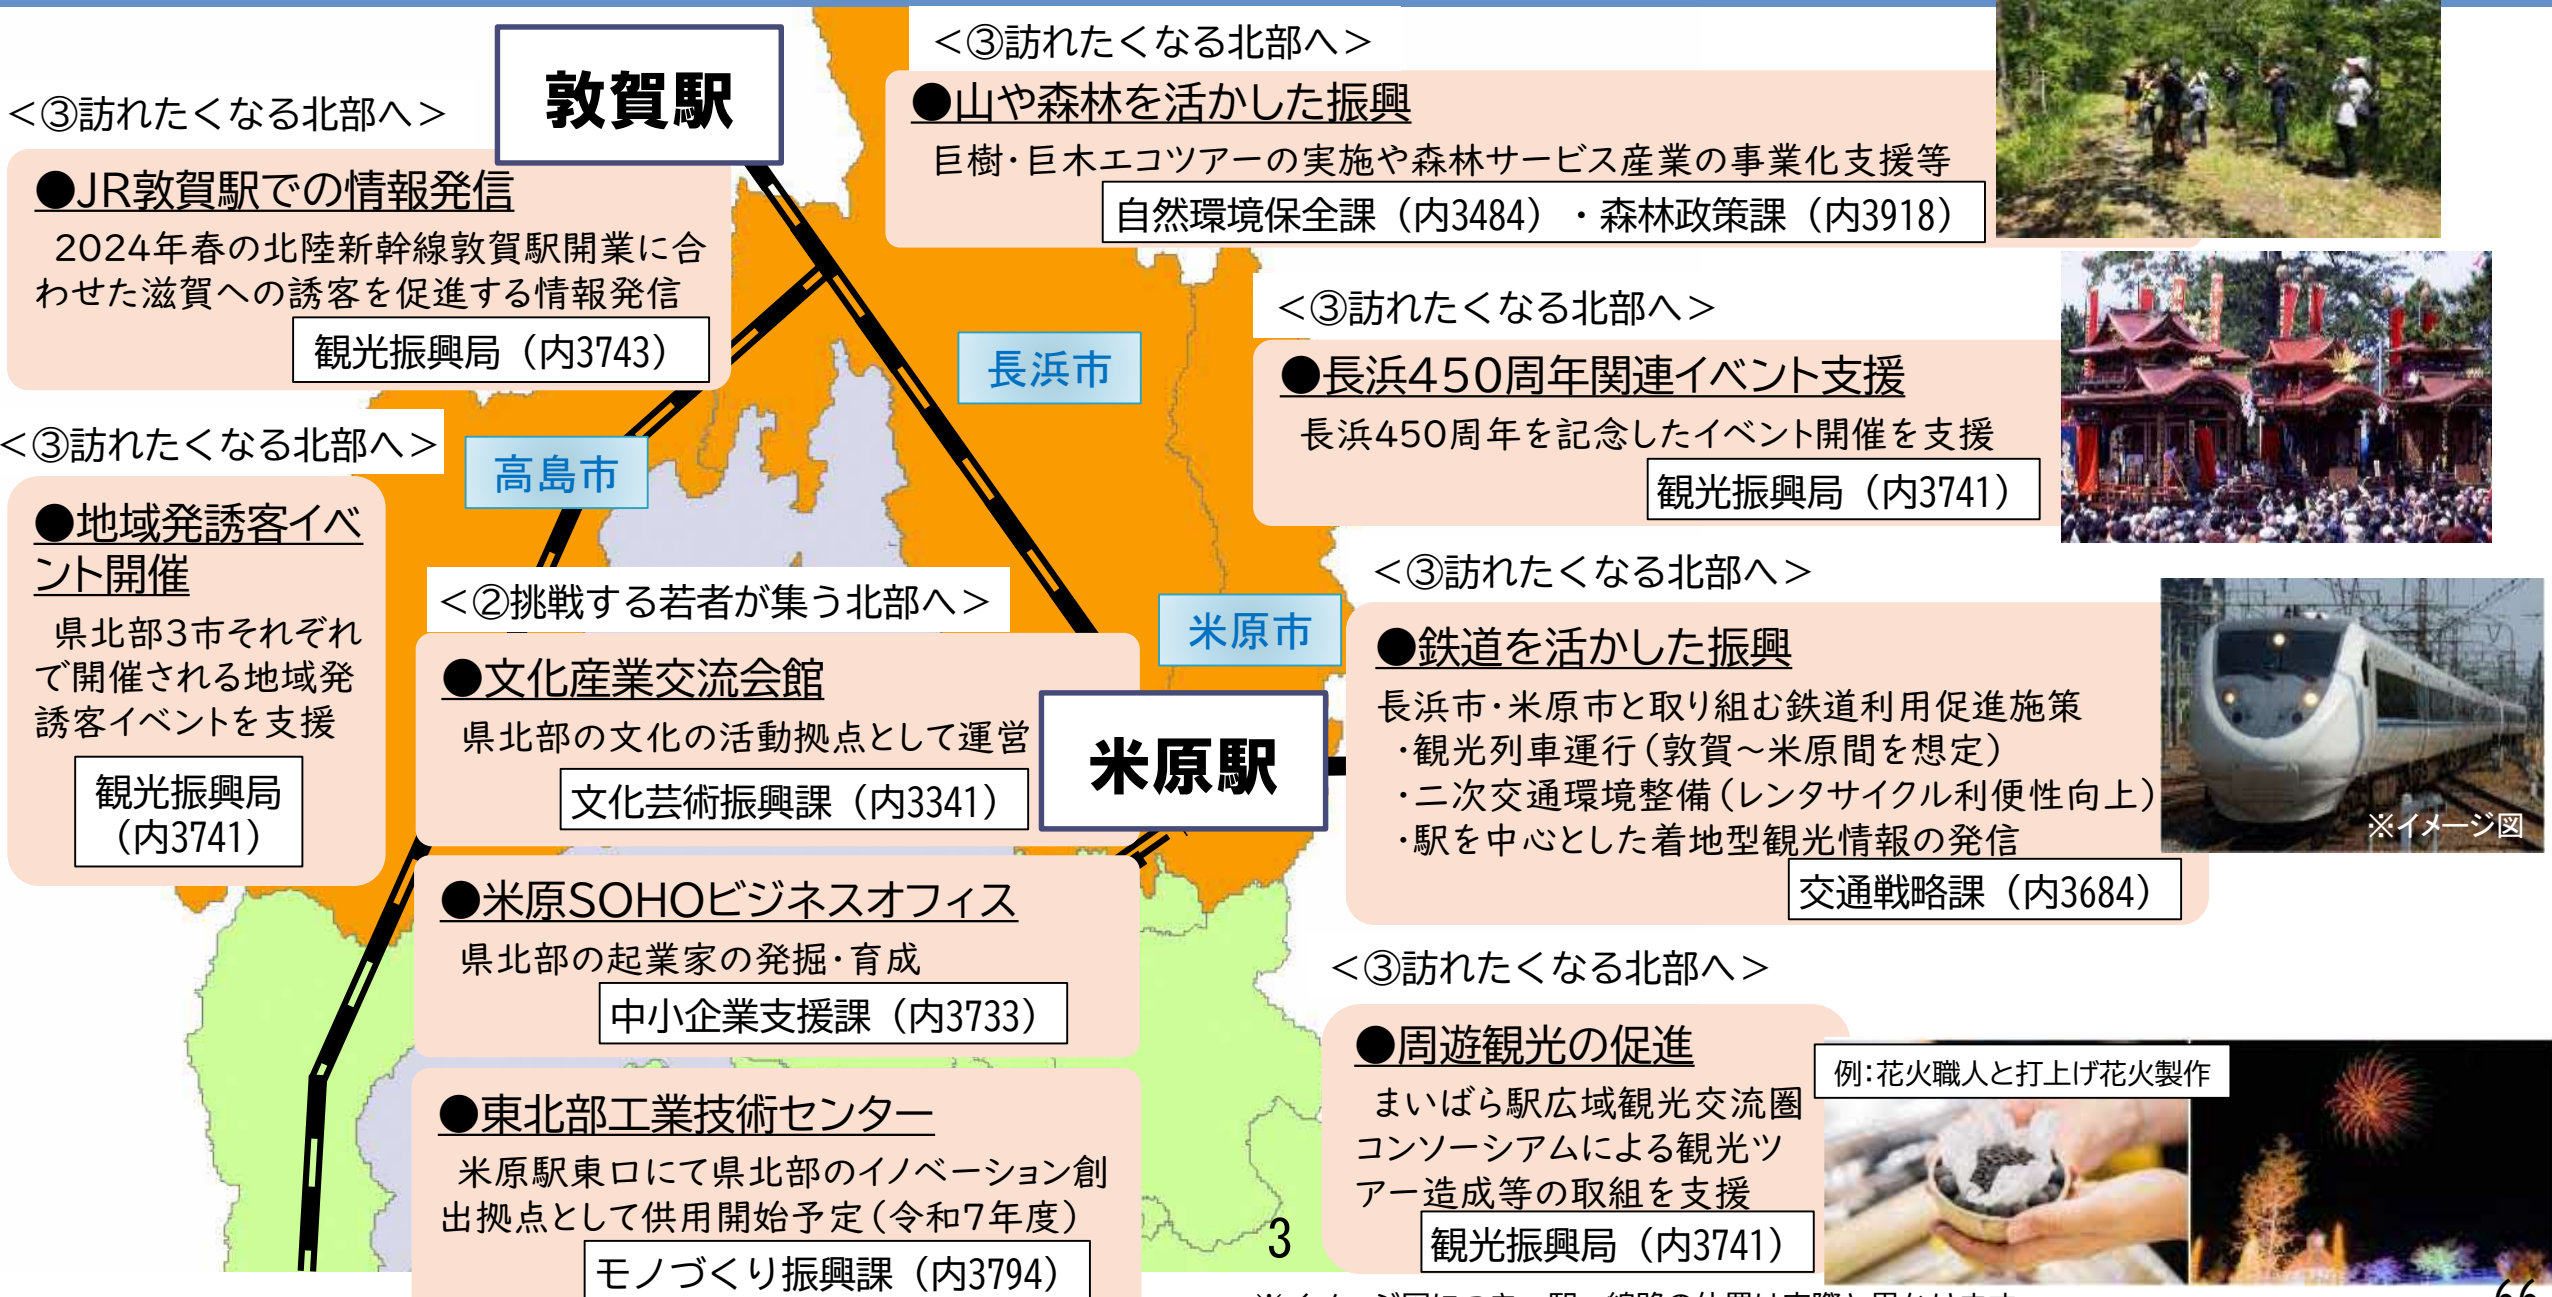 敦賀駅
＜③訪れたくなる北部へ＞
●JR敦賀駅での情報発信
2024年春の北陸新幹線敦賀駅開業に合
わせた滋賀への誘客を促進する情報発信
観光振興局（内3743）
＜③訪れたくなる北部へ＞
●山や森林を活かした振興
巨樹・巨木エコツアーの実施や森林サービス産業の事業化支援等
自然環境保全課（内3484）・森林政策課（内3918）
＜③訪れたくなる北部へ＞
●長浜450周年関連イベント支援
長浜450周年を記念したイベント開催を支援
観光振興局（内3741）
長浜市
高島市
米原市
＜③訪れたくなる北部へ＞
●地域発誘客イベ
ント開催
県北部3市それぞれ
で開催される地域発
誘客イベントを支援
観光振興局
（内3741）
＜②挑戦する若者が集う北部へ＞
●文化産業交流会館
県北部の文化の活動拠点として運営
文化芸術振興課（内3341）
米原駅
●米原SOHOビジネスオフィス
県北部の起業家の発掘・育成
中小企業支援課（内3733）
●東北部工業技術センター
米原駅東口にて県北部のイノベーション創
出拠点として供用開始予定（令和7年度）
モノづくり振興課（内3794）
＜③訪れたくなる北部へ＞
●鉄道を活かした振興
長浜市・米原市と取り組む鉄道利用促進施策
・観光列車運行（敦賀～米原間を想定）
・二次交通環境整備（レンタサイクル利便性向上）
・駅を中心とした着地型観光情報の発信
交通戦略課（内3684）
※イメージ図
＜③訪れたくなる北部へ＞
●周遊観光の促進
まいばら駅広域観光交流圏
コンソーシアムによる観光ツ
アー造成等の取組を支援
観光振興局（内3741）
例：花火職人と打上げ花火製作
3